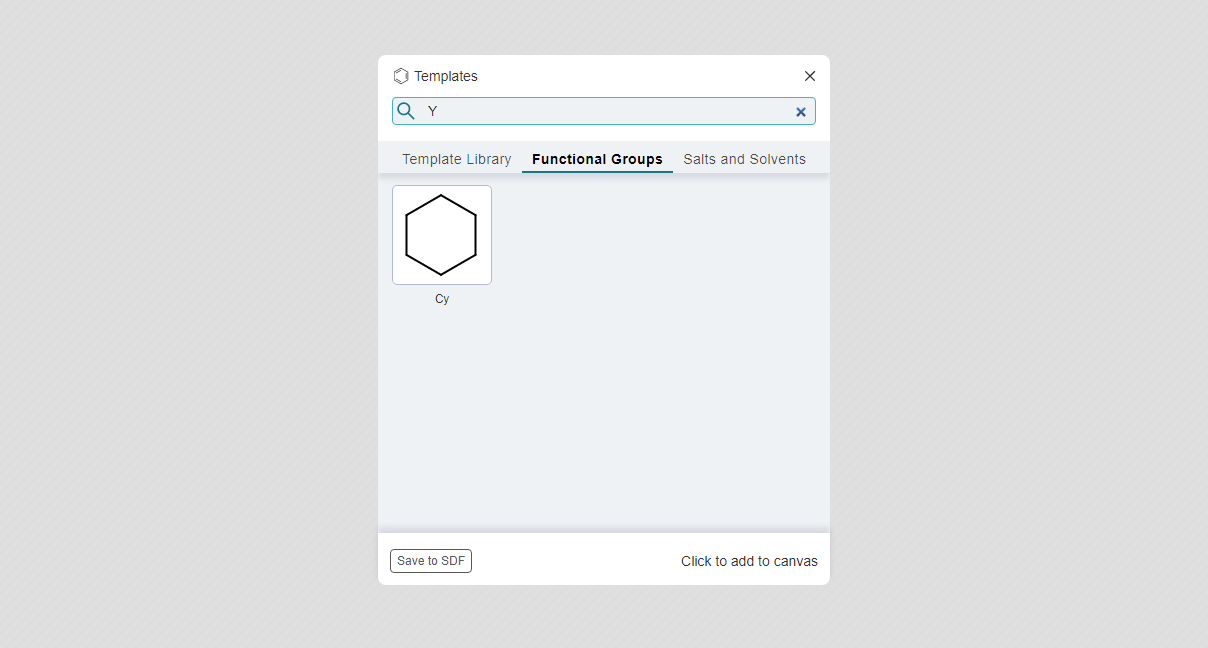 Templates
Y
Template Library Functional Groups Salts and Solvents
Cy
Save to SDF Click to add to canvas